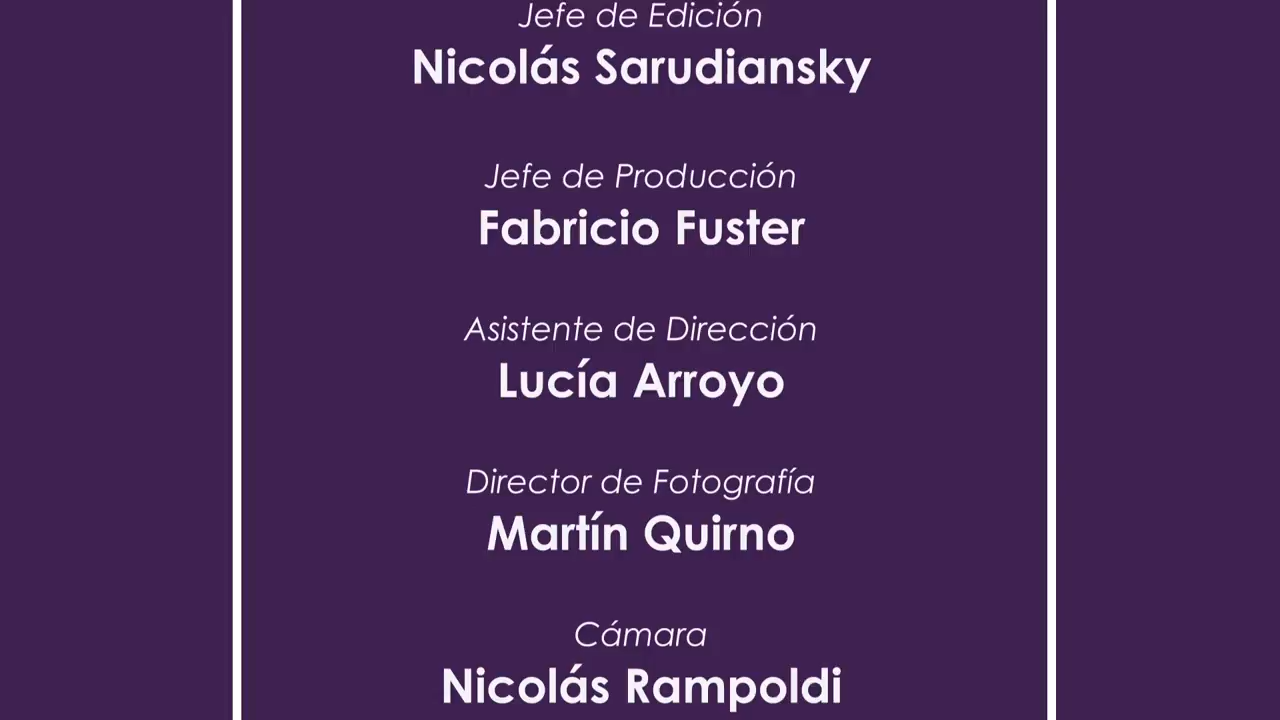 Jefe de Edición
Nicolás Sarudiansky
Jefe de Producción
Fabricio Fuster
Asistente de Dirección
Lucía Arroyo
Director de Fotografía
Martín Quirno
Cámara
Nicolás Rampoldi